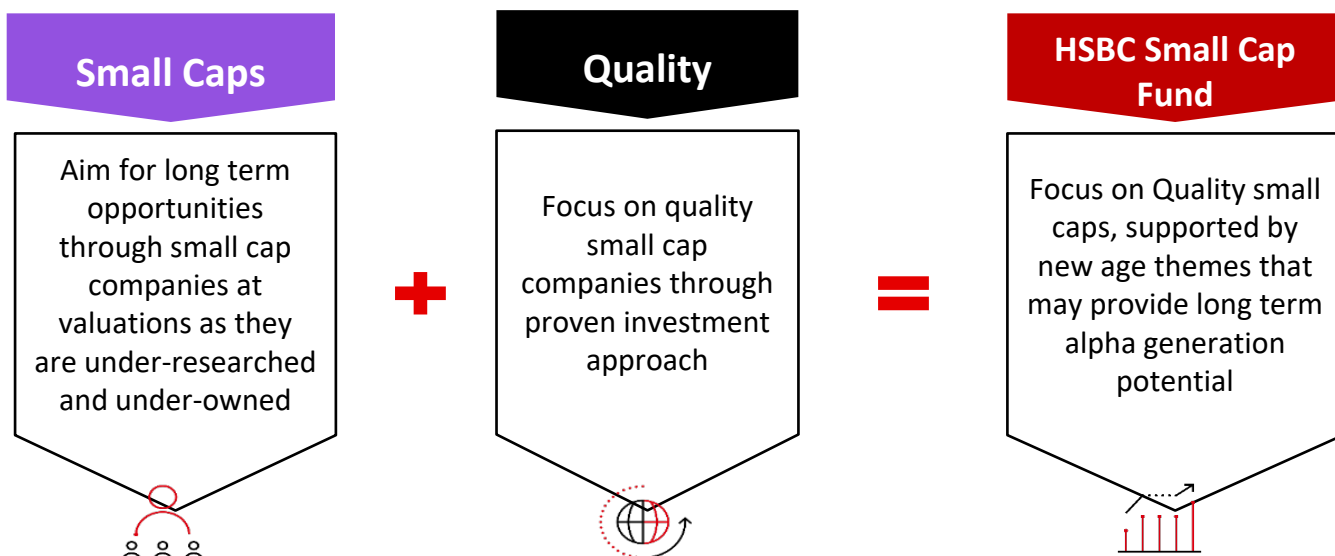 Small Caps
Aim for long term
opportunities
through small cap
companies at
valuations as they
are under-researched
and under-owned
Quality
Focus on quality
small cap
companies through
proven investment
approach
HSBC Small Cap
Fund
Focus on Quality small
caps, supported by
new age themes that
may provide long term
alpha generation
potential